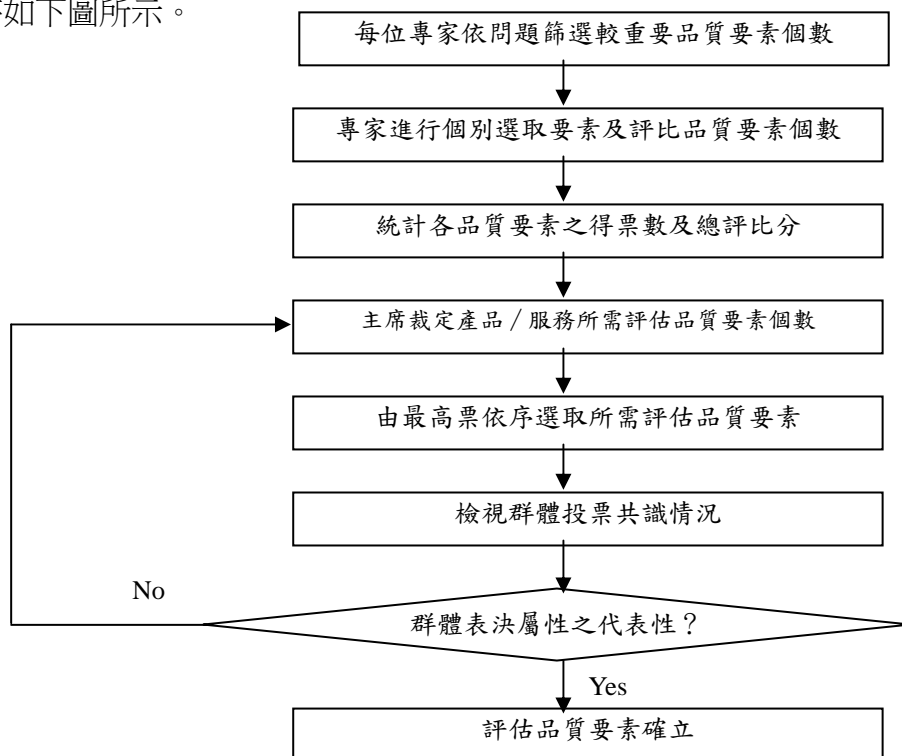 如下圖所示。
每位專家依問題篩選較重要品質要素個數
專家進行個別選取要素及評比品質要素個數
統計各品質要素之得票數及總評比分
主席裁定產品／服務所需評估品質要素個數
由最高票依序選取所需評估品質要素
檢視群體投票共識情況
No
群體表決屬性之代表性？
Yes
評估品質要素確立